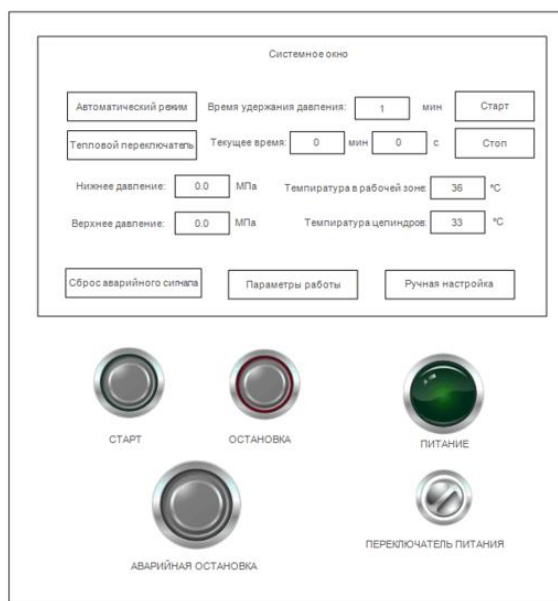 Системное окно
Автоматический режим Время удержания давления: 1 мин Старт
Тепловой переключатель Текущее время: 0 мин 0 с Стоп
Нижнее давление: 0.0 МПа Темпиратура в рабочей зоне: 36 °C
Верхнее давление: 0.0 МПа Темпиратура цепиндров: 33 °C
Сброс аварийного сигнала Параметры работы Ручная настройка
СТАРТ ОСТАНОВКА ПИТАНИЕ
АВАРИЙНАЯ ОСТАНОВКА ПЕРЕКЛЮЧАТЕЛЬ ПИТАНИЯ